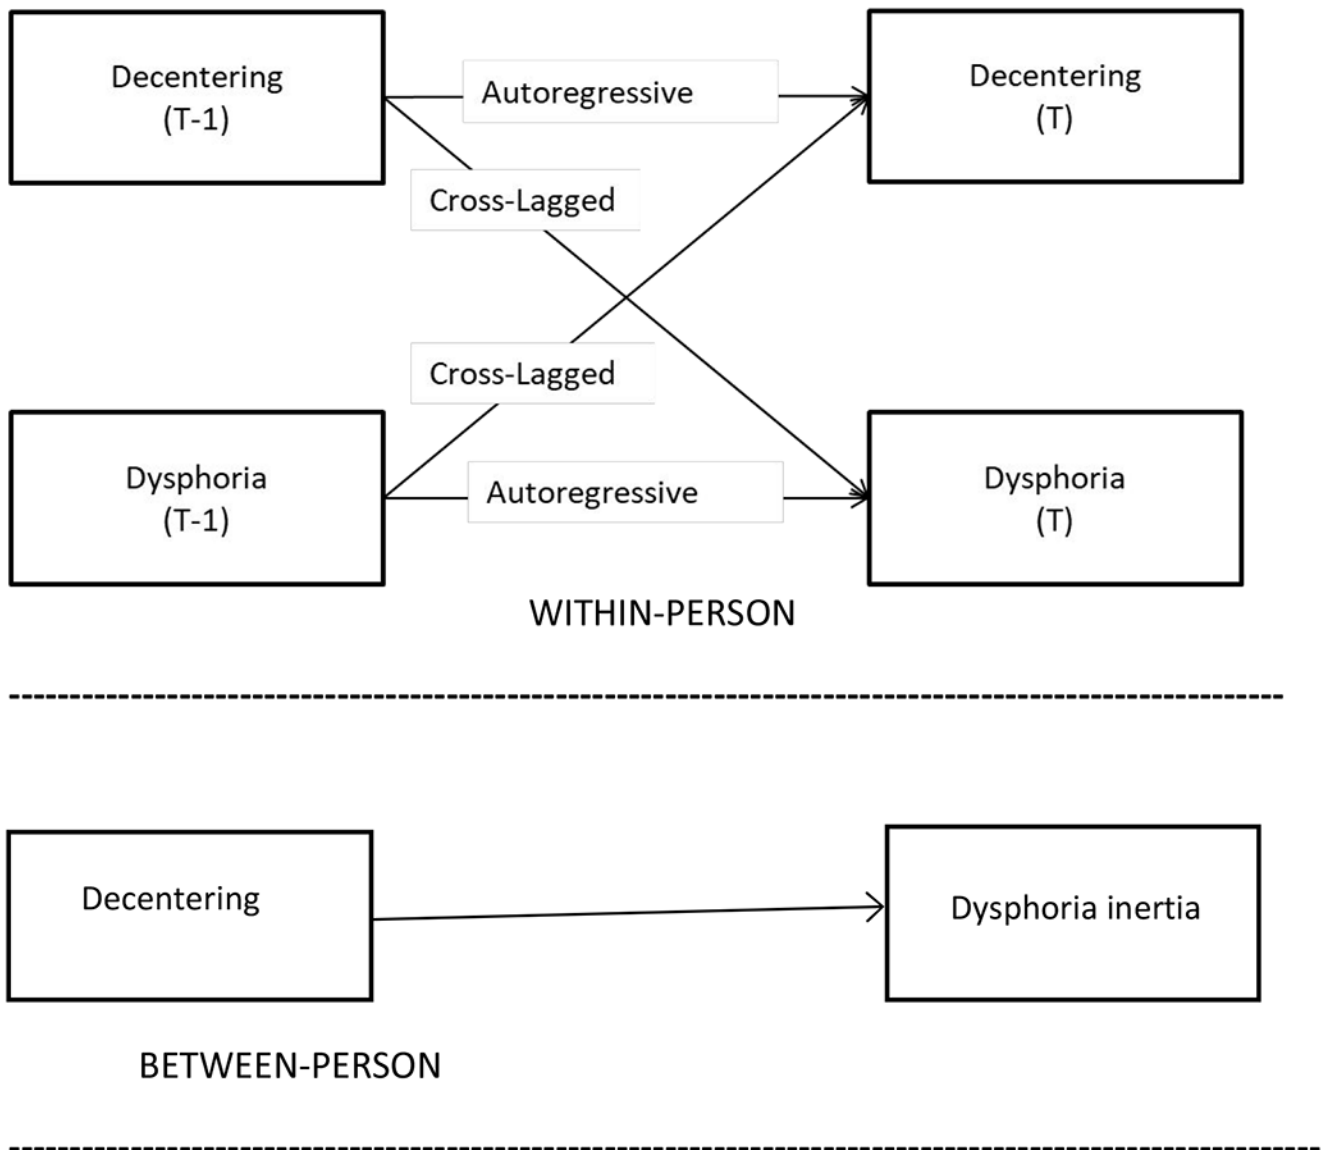 Decentering
(T-1)
Autoregressive
Decentering
(T)
Cross-Lagged
Cross-Lagged
Dysphoria
(T-1)
Autoregressive
Dysphoria
(T)
WITHIN-PERSON
Decentering
Dysphoria inertia
BETWEEN-PERSON